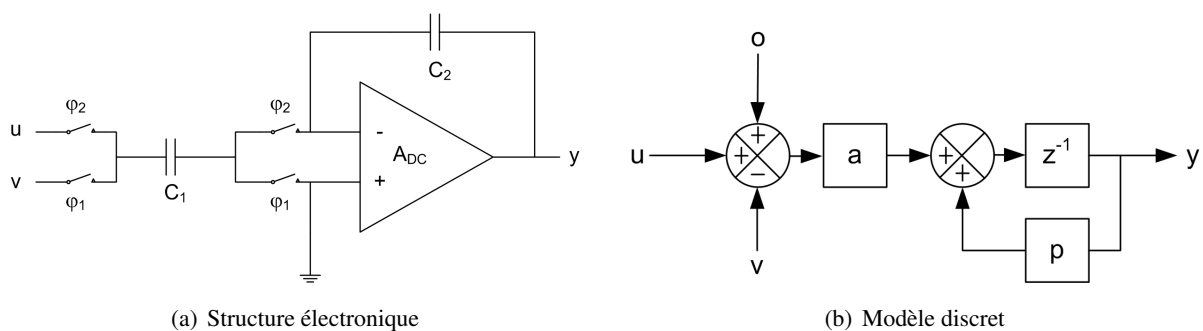 φ2
u
v
φ1
C1
φ2
φ1
C2
-
ADC
+
y
(a) Structure électronique
o
u
+
+
−
v
a
+
+
z-1
p
y
(b) Modèle discret